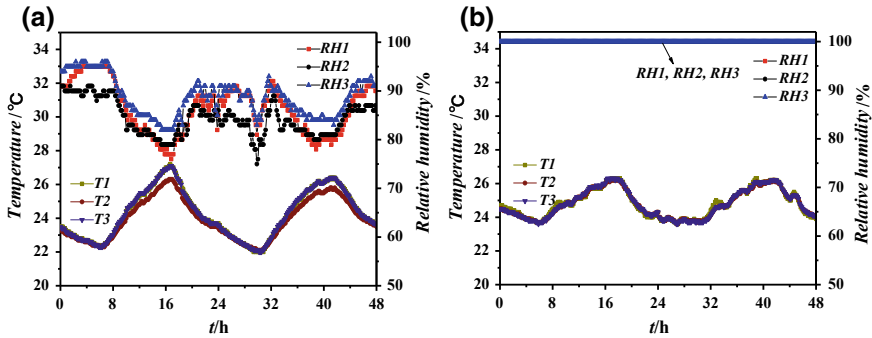 (a)
34
32
30
28
26
24
22
20
Temperature /°C
100
90
80
70
60
50
Relative humidity /%
RH1
RH2
RH3
T1
T2
T3
0 8 16 24 32 40 48
t/h
(b)
34
32
30
28
26
24
22
20
Temperature /°C
100
90
80
70
60
50
Relative humidity /%
RH1, RH2, RH3
RH1
RH2
RH3
T1
T2
T3
0 8 16 24 32 40 48
t/h